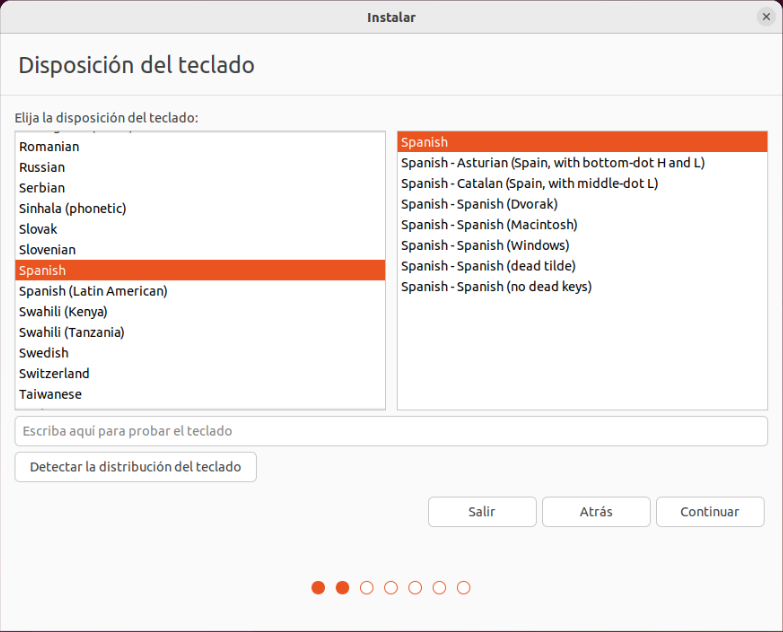 Instalar
Disposición del teclado
Elija la disposición del teclado:
Romanian
Russian
Serbian
Sinhala (phonetic)
Slovak
Slovenian
Spanish
Spanish (Latin American)
Swahili (Kenya)
Swahili (Tanzania)
Swedish
Switzerland
Taiwanese
Spanish
Spanish - Asturian (Spain, with bottom-dot H and L)
Spanish - Catalan (Spain, with middle-dot L)
Spanish - Spanish (Dvorak)
Spanish - Spanish (Macintosh)
Spanish - Spanish (Windows)
Spanish - Spanish (dead tilde)
Spanish - Spanish (no dead keys)
Escriba aquí para probar el teclado
Detectar la distribución del teclado
Salir
Atrás
Continuar